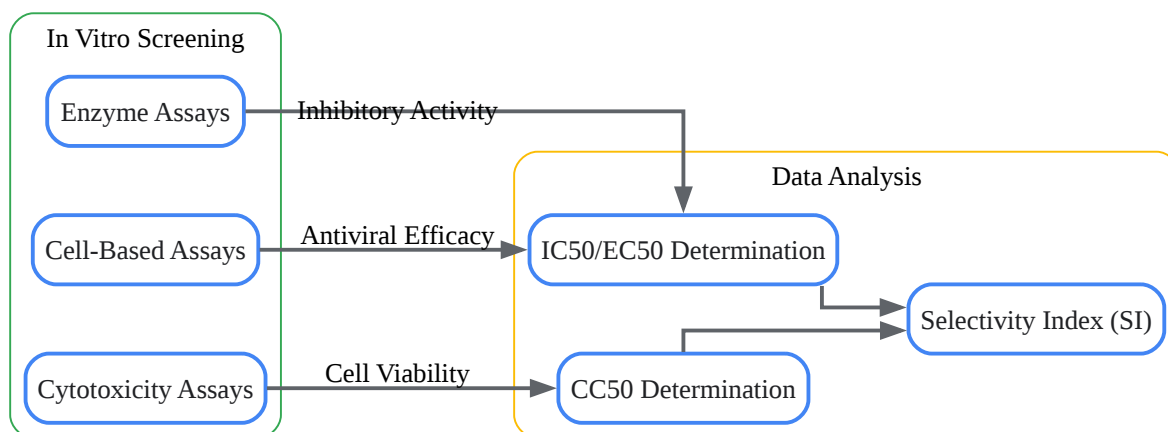 In Vitro Screening
Enzyme Assays
Inhibitory Activity
Data Analysis
Cell-Based Assays
Antiviral Efficacy
IC50/EC50 Determination
Selectivity Index (SI)
Cytotoxicity Assays
Cell Viability
CC50 Determination